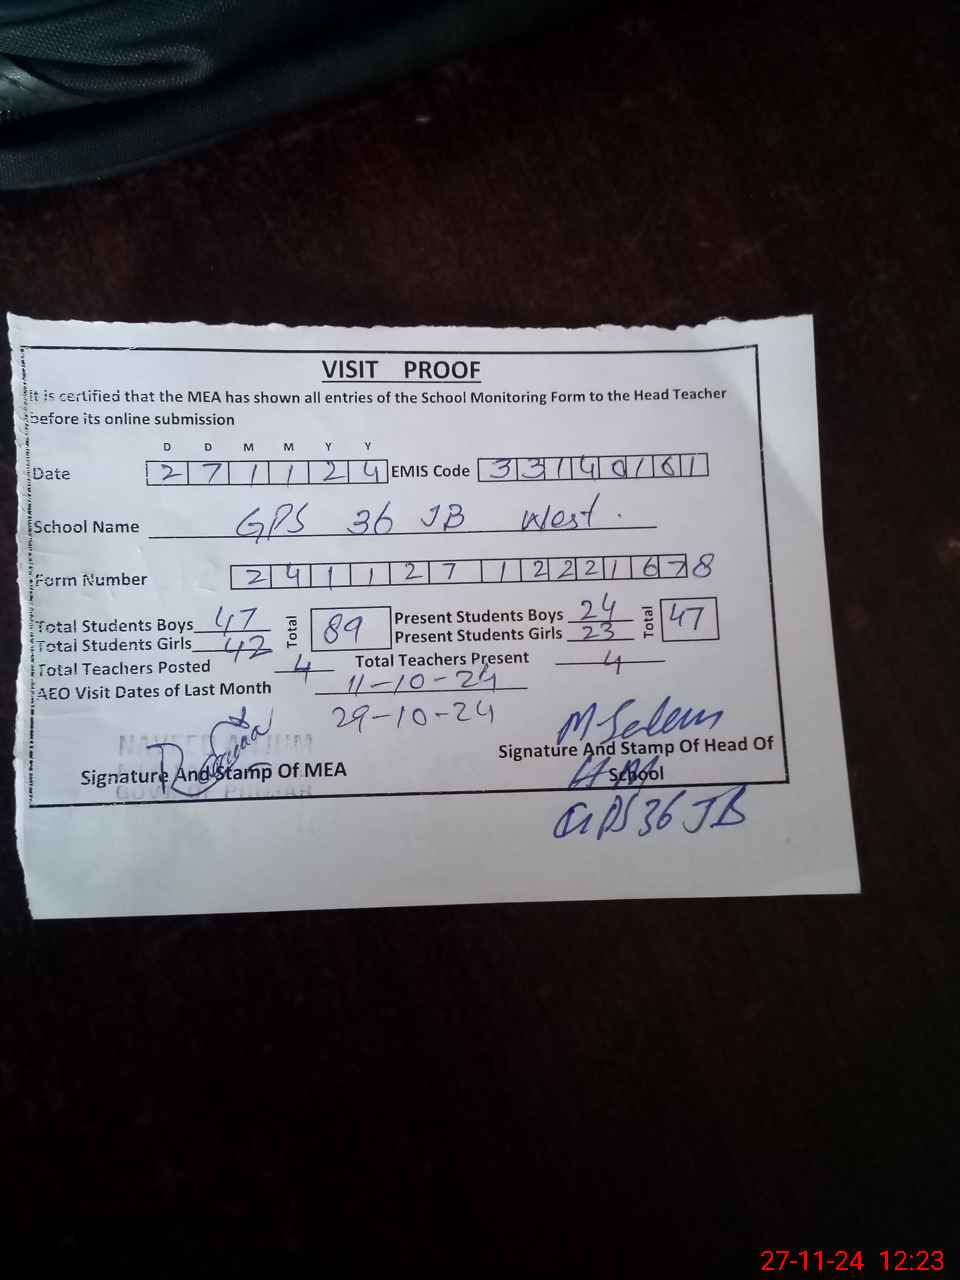 VISIT PROOF
It is certified that the MEA has shown all entries of the School Monitoring Form to the Head Teacher
before its online submission
D D M M Y Y
Date 2 7 1 1 2 4 EMIS Code 3 3 1 4 0 1 6 1
School Name GPS 36 JB West.
Form Number 2 4 1 1 2 7 1 2 2 2 1 6 7 8
Total Students Boys 47 Total 89 Present Students Boys 24 Total 47
Total Students Girls 42 Present Students Girls 23
Total Teachers Posted 4 Total Teachers Present 4
AEO Visit Dates of Last Month 11-10-24
29-10-24
M Saleem
Signature And Stamp Of MEA
Signature And Stamp Of Head Of
School
GPS 36 JB
27-11-24 12:23